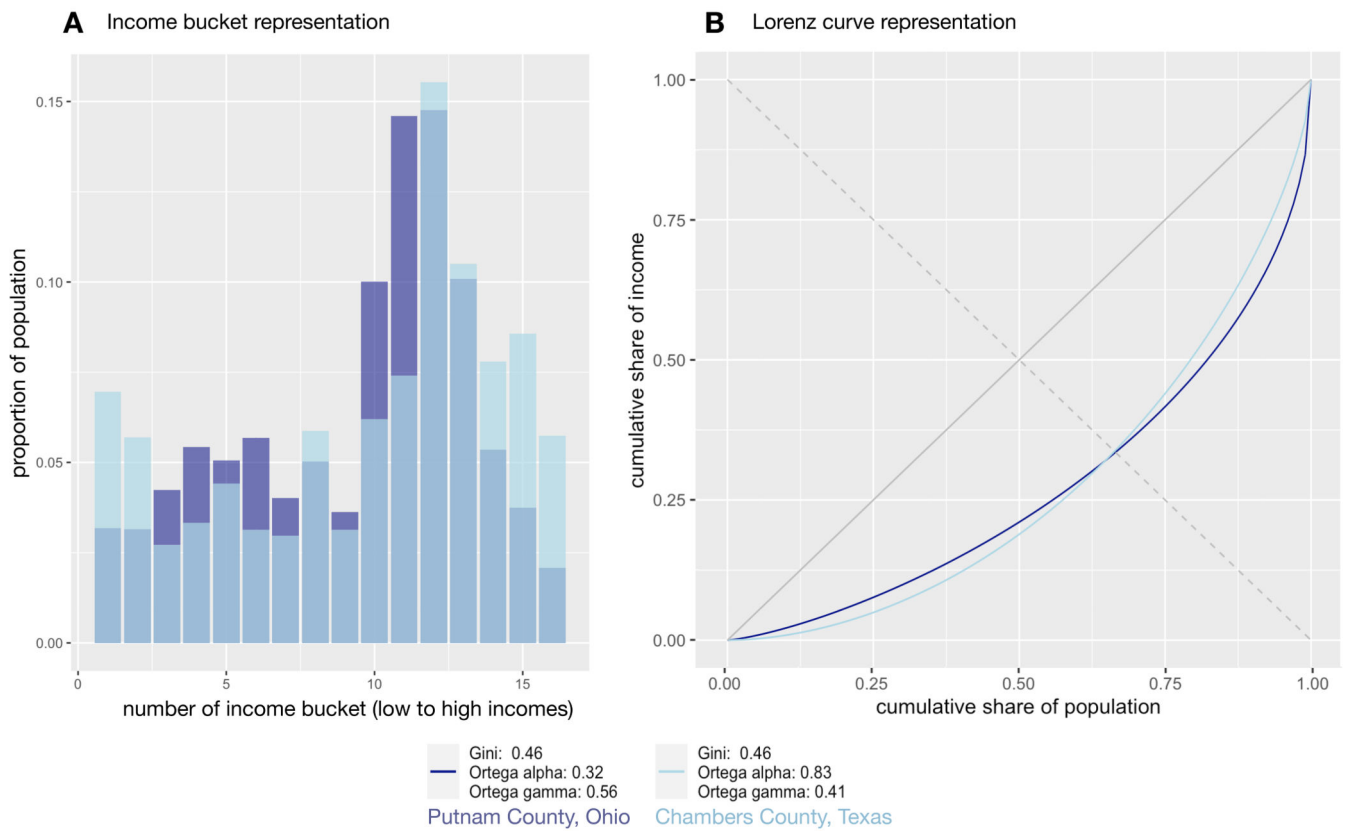 A Income bucket representation
0.15
0.10
0.05
0.00
proportion of population
0 5 10 15
number of income bucket (low to high incomes)
B Lorenz curve representation
1.00
0.75
0.50
0.25
0.00
cumulative share of income
0.00 0.25 0.50 0.75 1.00
cumulative share of population
Gini: 0.46
Ortega alpha: 0.32
Ortega gamma: 0.56
Putnam County, Ohio
Gini: 0.46
Ortega alpha: 0.83
Ortega gamma: 0.41
Chambers County, Texas